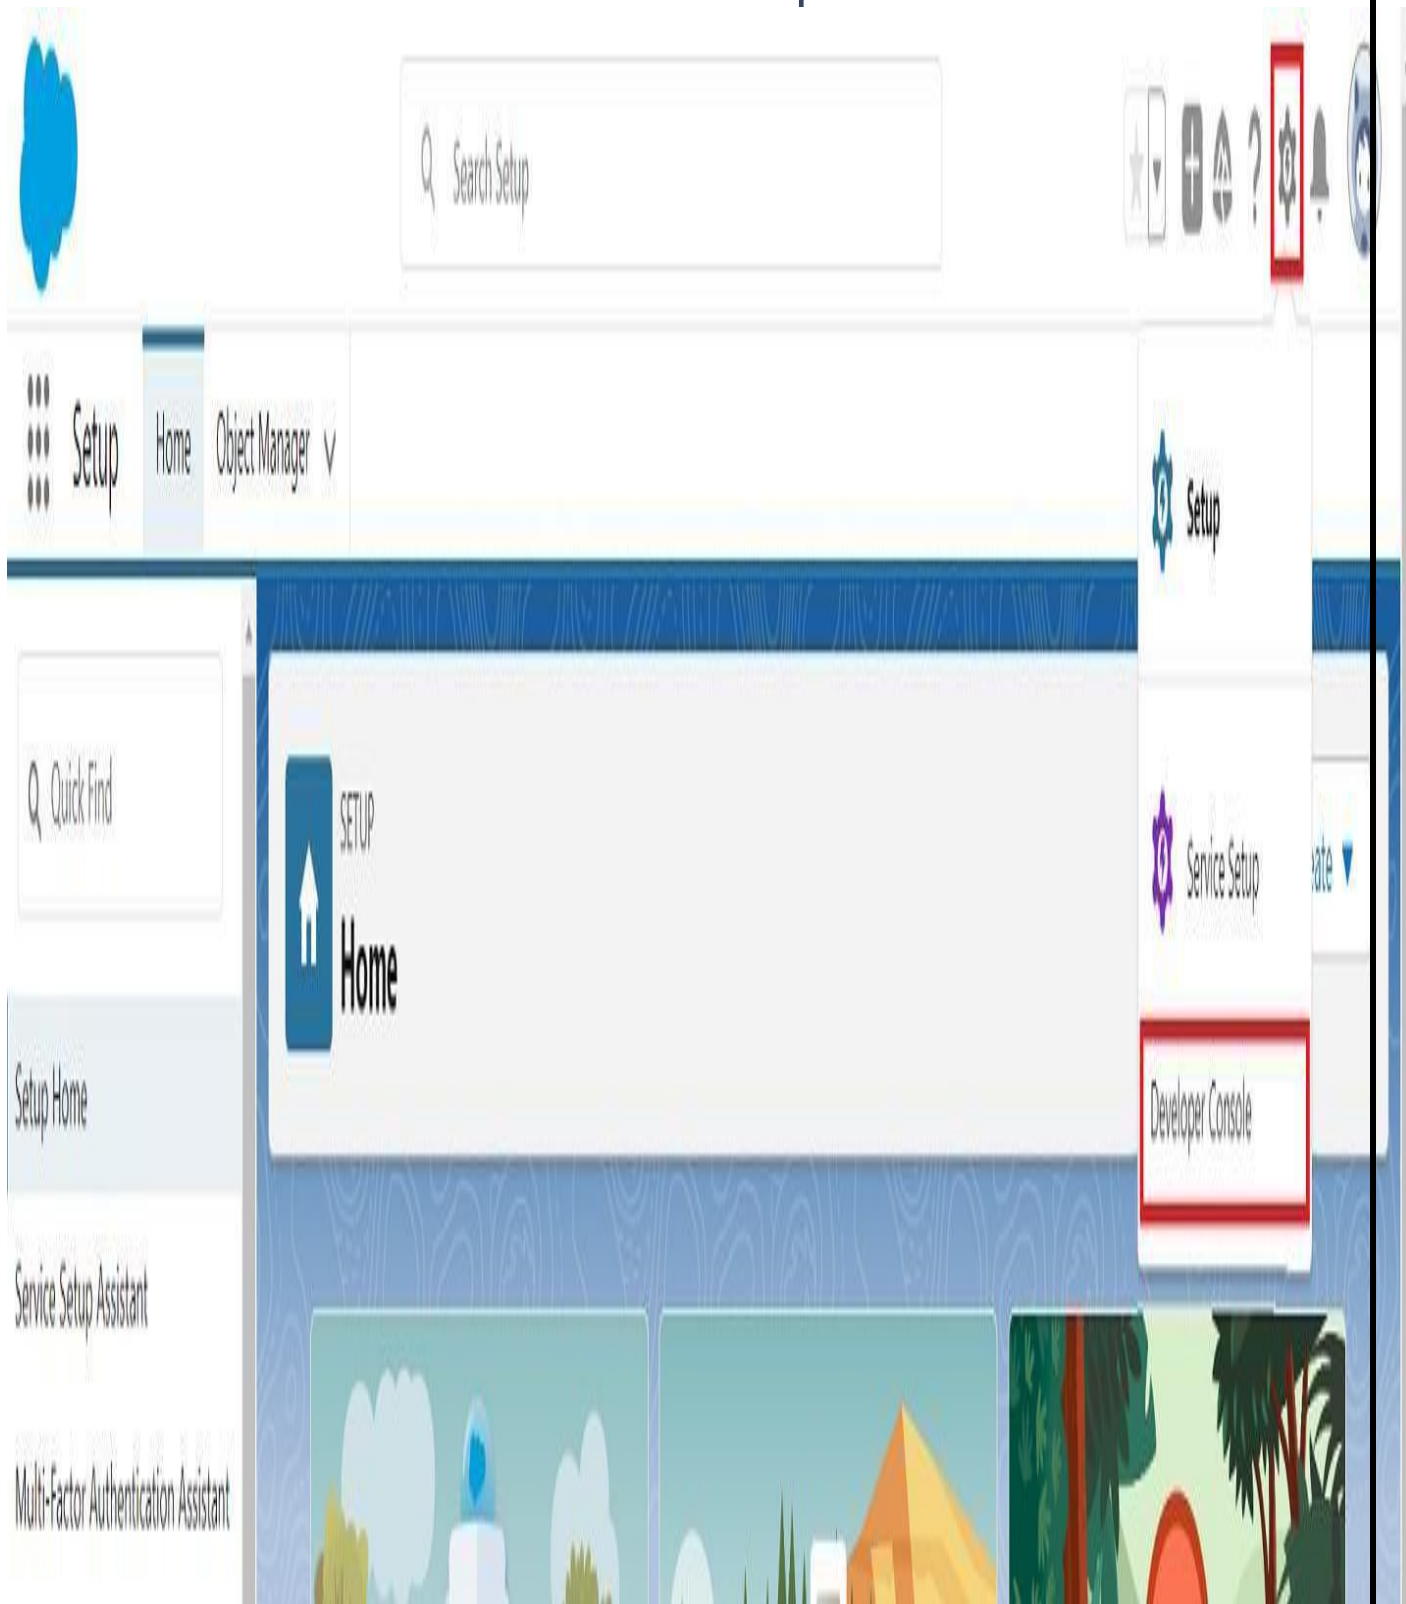 Search Setup
?
Setup
Home
Object Manager
Setup
Quick Find
SETUP
Home
Service Setup
eate
Setup Home
Developer Console
Service Setup Assistant
Multi-Factor Authentication Assistant